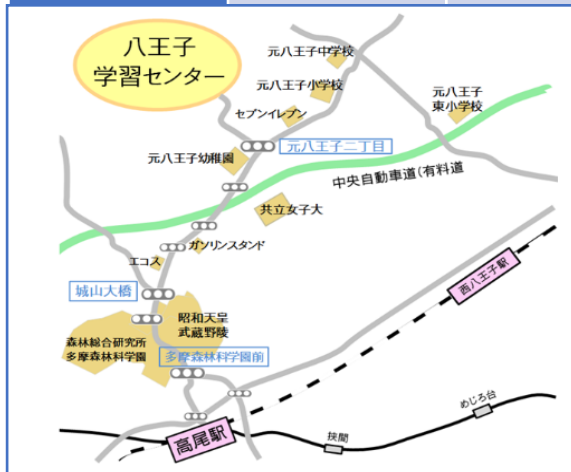 八王子
学習センター
元八王子中学校
元八王子小学校
セブンイレブン
元八王子
東小学校
元八王子二丁目
元八王子幼稚園
中央自動車道(有料道
共立女子大
ガソリンスタンド
エコス
西八王子駅
城山大橋
昭和天皇
武蔵野陵
森林総合研究所
多摩森林科学園
多摩森林科学園前
めじろ台
高尾駅
狭間